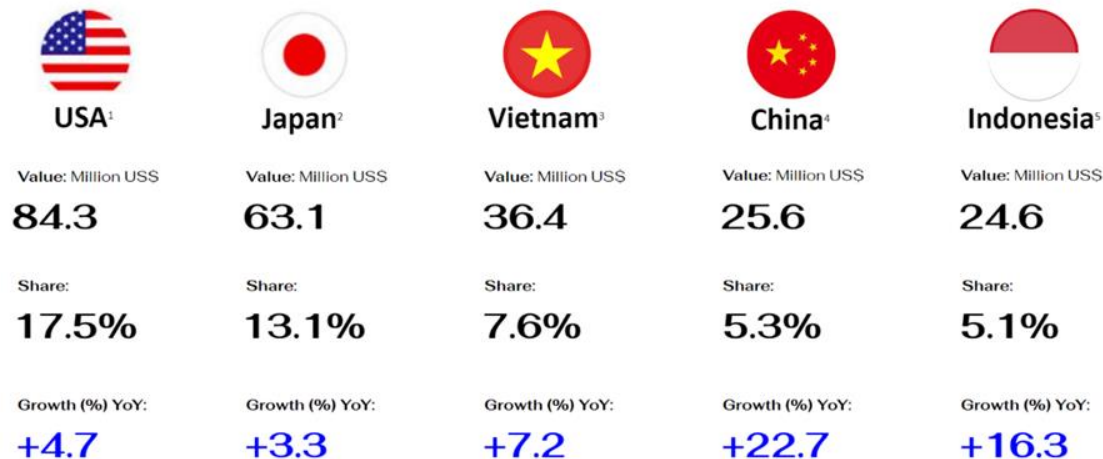 USA¹ Japan² Vietnam³ China⁴ Indonesia⁵
Value: Million US$ Value: Million US$ Value: Million US$ Value: Million US$ Value: Million US$
84.3 63.1 36.4 25.6 24.6
Share: Share: Share: Share: Share:
17.5% 13.1% 7.6% 5.3% 5.1%
Growth (%) YoY: Growth (%) YoY: Growth (%) YoY: Growth (%) YoY: Growth (%) YoY:
+4.7 +3.3 +7.2 +22.7 +16.3